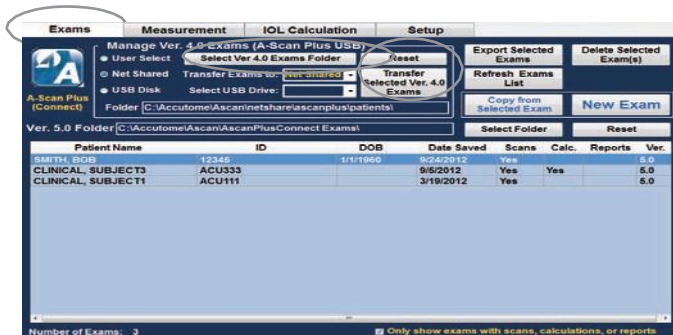 Exams Measurement IOL Calculation Setup
Manage Ver. 4.0 Exams (A-Scan Plus USB)
User Select Select Ver 4.0 Exams Folder Reset
Net Shared Transfer Exams to: Net Shared Transfer Selected Ver. 4.0 Exams
USB Disk Select USB Drive:
Folder C:\Accutome\Ascan\netshare\ascanplus\patients\
A-Scan Plus (Connect)
Export Selected Exams Delete Selected Exam(s)
Refresh Exams List
Copy from Selected Exam New Exam
Ver. 5.0 Folder C:\Accutome\Ascan\AscanPlusConnect Exams\ Select Folder Reset
Patient Name ID DOB Date Saved Scans Calc. Reports Ver.
SMITH, BOB 12345 1/1/1960 9/24/2012 Yes 5.0
CLINICAL, SUBJECT3 ACU333 9/5/2012 Yes Yes 5.0
CLINICAL, SUBJECT1 ACU111 3/19/2012 Yes 5.0
Number of Exams: 3 Only show exams with scans, calculations, or reports